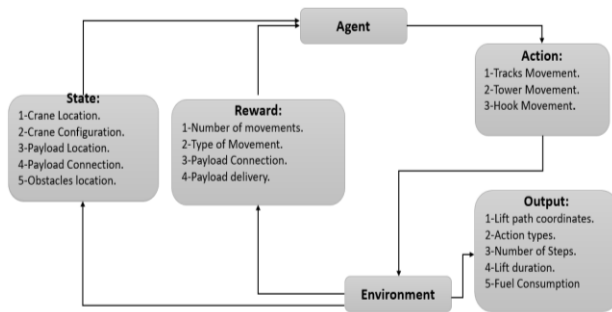 Agent
Action:
1-Tracks Movement.
2-Tower Movement.
3-Hook Movement.
State:
1-Crane Location.
2-Crane Configuration.
3-Payload Location.
4-Payload Connection.
5-Obstacles location.
Reward:
1-Number of movements.
2-Type of Movement.
3-Payload Connection.
4-Payload delivery.
Output:
1-Lift path coordinates.
2-Action types.
3-Number of Steps.
4-Lift duration.
5-Fuel Consumption
Environment